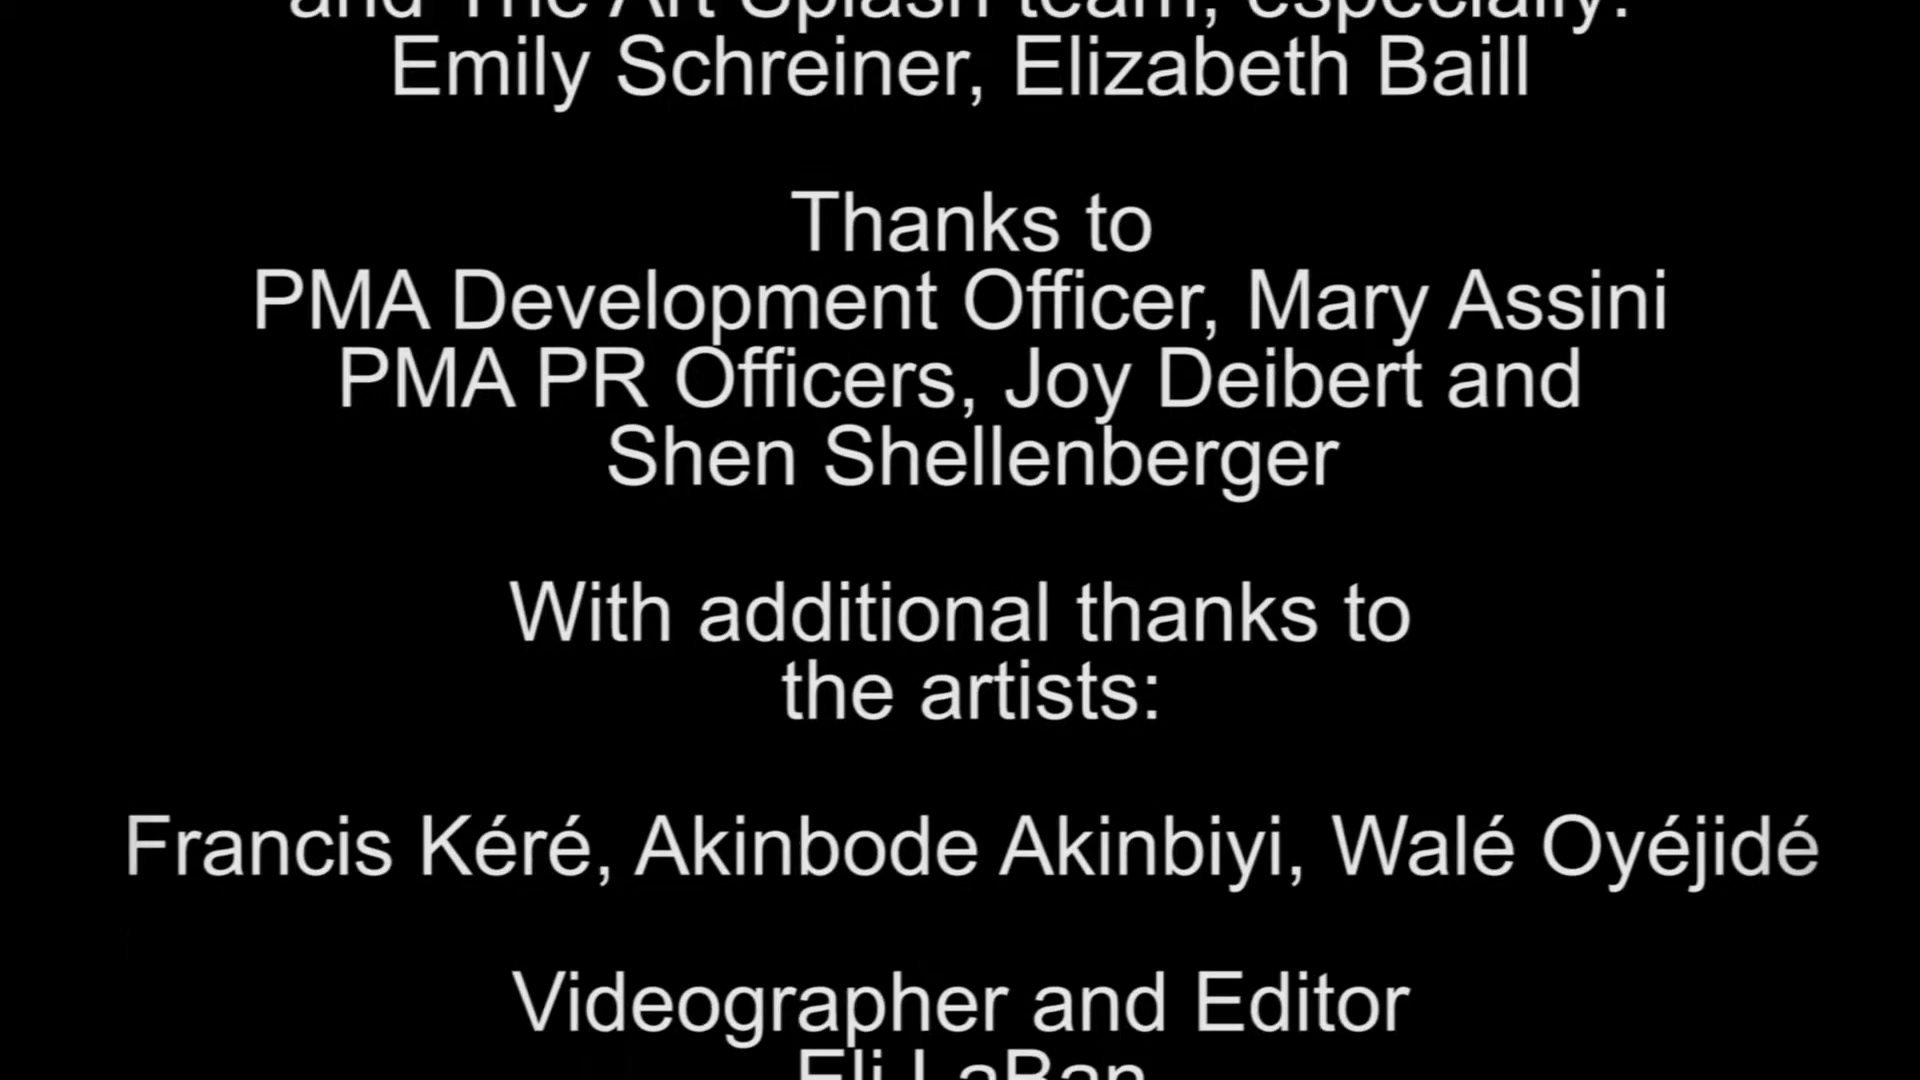 and The Art Splash team, especially:
Emily Schreiner, Elizabeth Baill
Thanks to
PMA Development Officer, Mary Assini
PMA PR Officers, Joy Deibert and
Shen Shellenberger
With additional thanks to
the artists:
Francis Kéré, Akinbode Akinbiyi, Walé Oyéjidé
Videographer and Editor
Eli LaBan